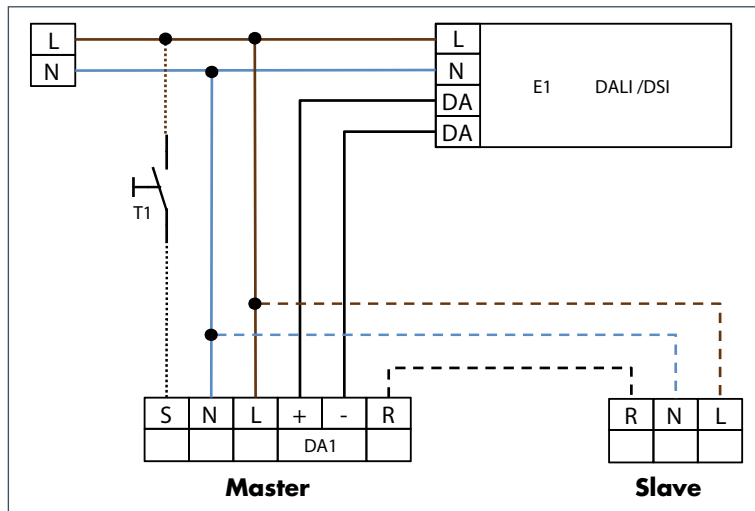 L
L
N
N
E1 DALI /DSI
DA
DA
T1
S N L + - R
R N L
DA1
Master
Slave